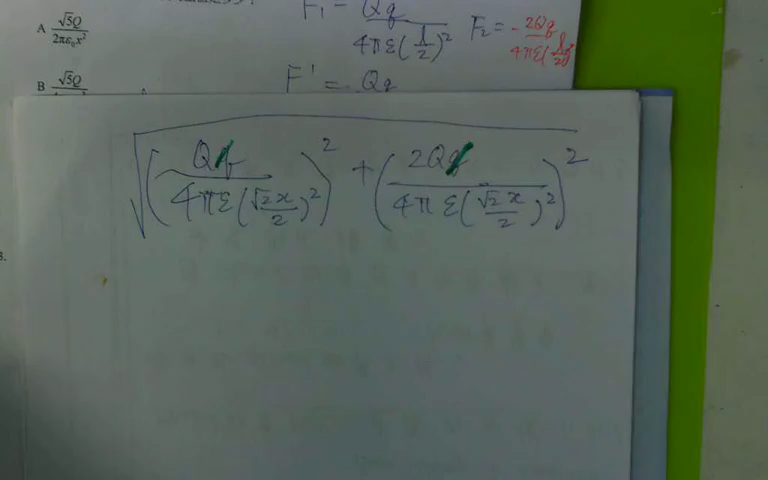 A √5Q / 2πε₀x²
F₁ = Qq / 4πε(l/2)² F₂ = -2Qq / 4πε(l/2)²
B √5Q
F' = Qq
√((Qq / 4πε(√2x/2)²)² + (2Qq / 4πε(√2x/2)²)²)
3.